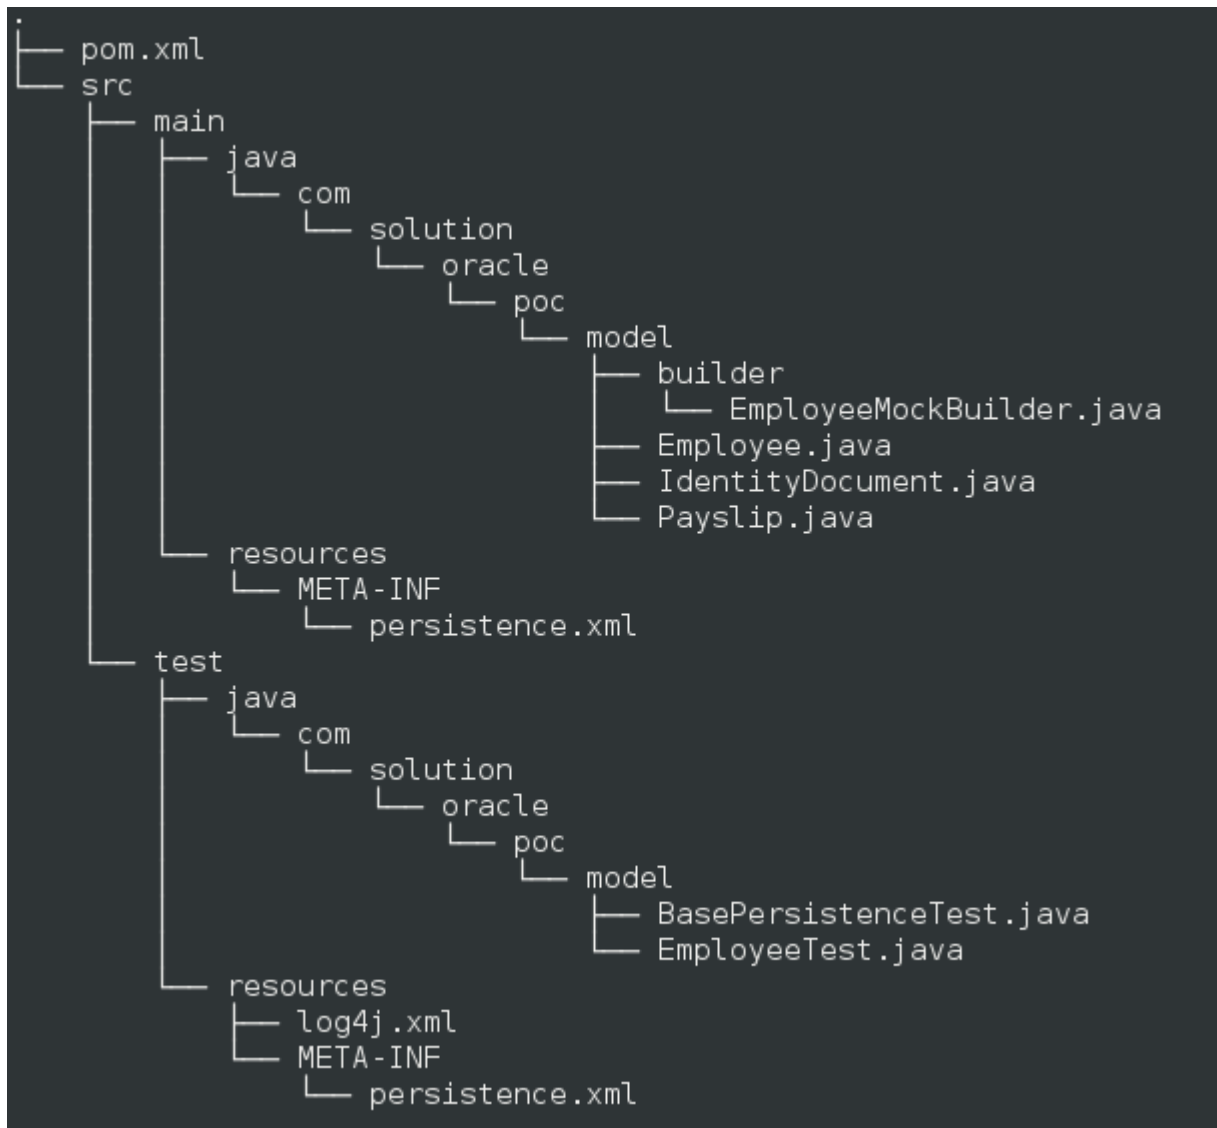 .
├── pom.xml
└── src
    ├── main
    │   ├── java
    │   │   └── com
    │   │       └── solution
    │   │           └── oracle
    │   │               └── poc
    │   │                   └── model
    │   │                       ├── builder
    │   │                       │   └── EmployeeMockBuilder.java
    │   │                       ├── Employee.java
    │   │                       ├── IdentityDocument.java
    │   │                       └── Payslip.java
    │   └── resources
    │       └── META-INF
    │           └── persistence.xml
    └── test
        ├── java
        │   └── com
        │       └── solution
        │           └── oracle
        │               └── poc
        │                   └── model
        │                       ├── BasePersistenceTest.java
        │                       └── EmployeeTest.java
        └── resources
            ├── log4j.xml
            └── META-INF
                └── persistence.xml